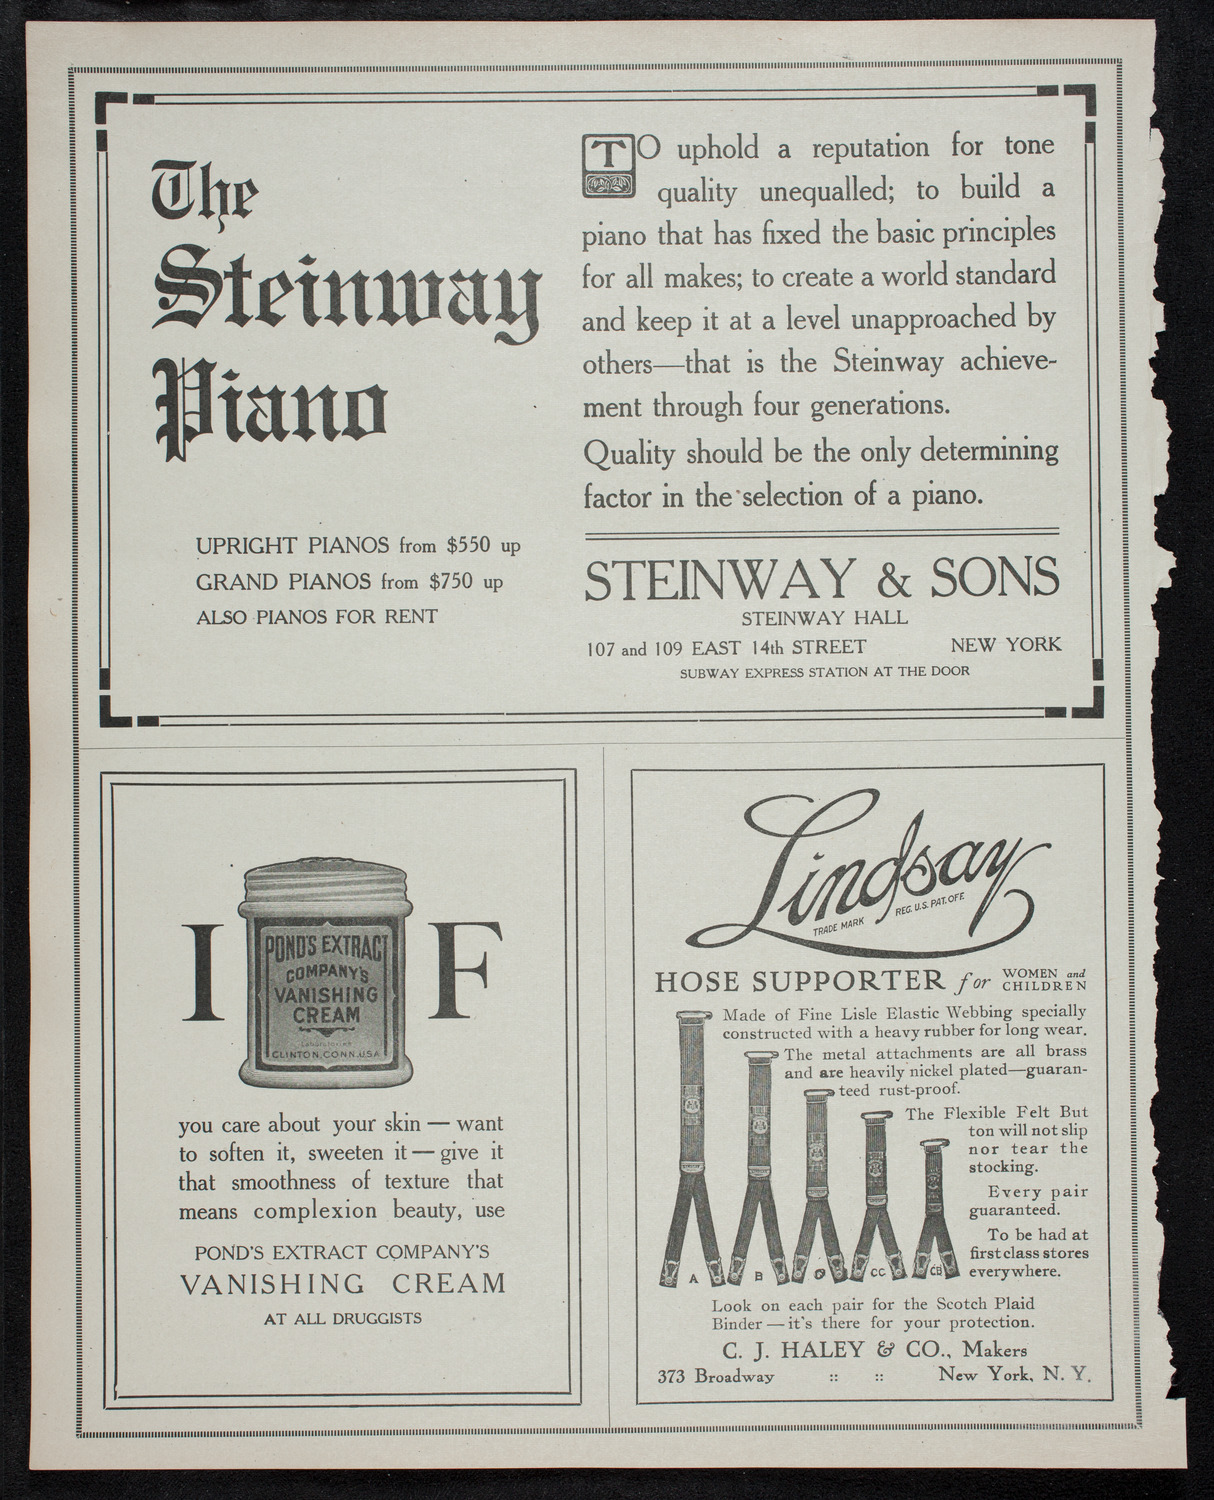 The
Steinway
Piano
UPRIGHT PIANOS from $550 up
GRAND PIANOS from $750 up
ALSO PIANOS FOR RENT
TO uphold a reputation for tone
quality unequalled; to build a
piano that has fixed the basic principles
for all makes; to create a world standard
and keep it at a level unapproached by
others—that is the Steinway achieve-
ment through four generations.
Quality should be the only determining
factor in the selection of a piano.
STEINWAY & SONS
STEINWAY HALL
107 and 109 EAST 14th STREET NEW YORK
SUBWAY EXPRESS STATION AT THE DOOR
I F
POND'S EXTRACT
COMPANY'S
VANISHING
CREAM
CLINTON, CONN. USA
you care about your skin — want
to soften it, sweeten it — give it
that smoothness of texture that
means complexion beauty, use
POND'S EXTRACT COMPANY'S
VANISHING CREAM
AT ALL DRUGGISTS
Lindsay
TRADE MARK REG. U.S. PAT. OFF.
HOSE SUPPORTER for WOMEN and
CHILDREN
Made of Fine Lisle Elastic Webbing specially
constructed with a heavy rubber for long wear.
The metal attachments are all brass
and are heavily nickel plated—guaran-
teed rust-proof.
The Flexible Felt But
ton will not slip
nor tear the
stocking.
Every pair
guaranteed.
To be had at
first class stores
everywhere.
A B CC CB
Look on each pair for the Scotch Plaid
Binder — it's there for your protection.
C. J. HALEY & CO., Makers
373 Broadway :: :: New York, N. Y.